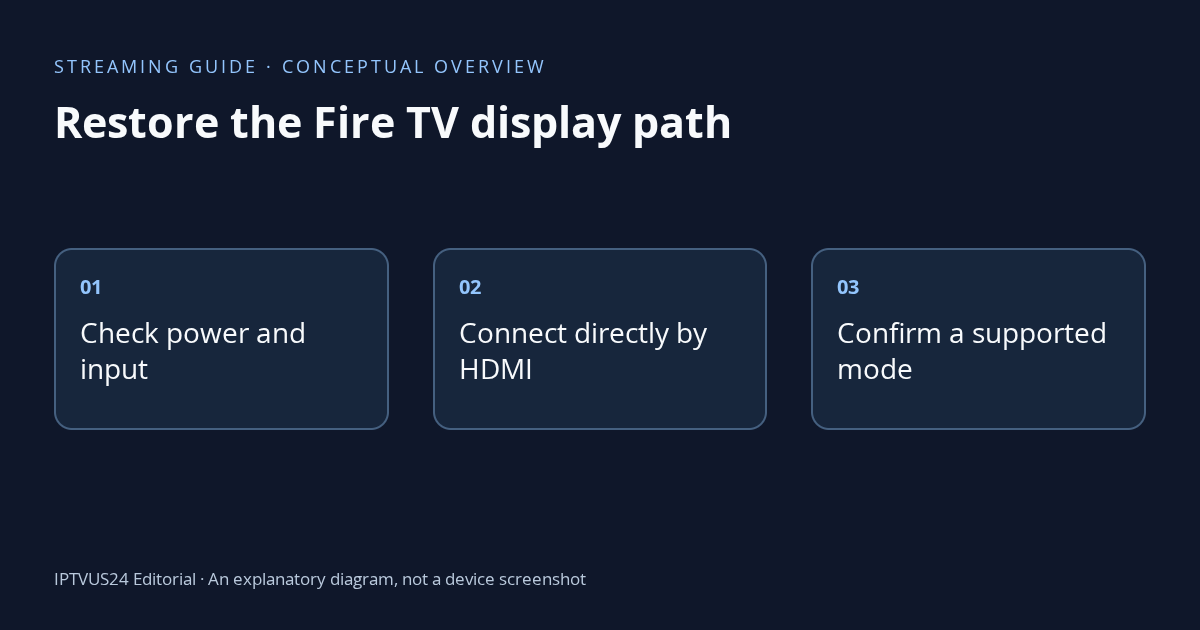 STREAMING GUIDE · CONCEPTUAL OVERVIEW
Restore the Fire TV display path
01
Check power and
input
02
Connect directly by
HDMI
03
Confirm a supported
mode
IPTVUS24 Editorial · An explanatory diagram, not a device screenshot